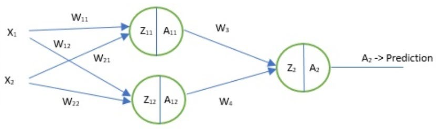 X₁ W₁₁ Z₁₁ A₁₁ W₃
W₁₂
W₂₁ Z₂ A₂ A₂ -> Prediction
X₂
W₂₂ Z₁₂ A₁₂ W₄